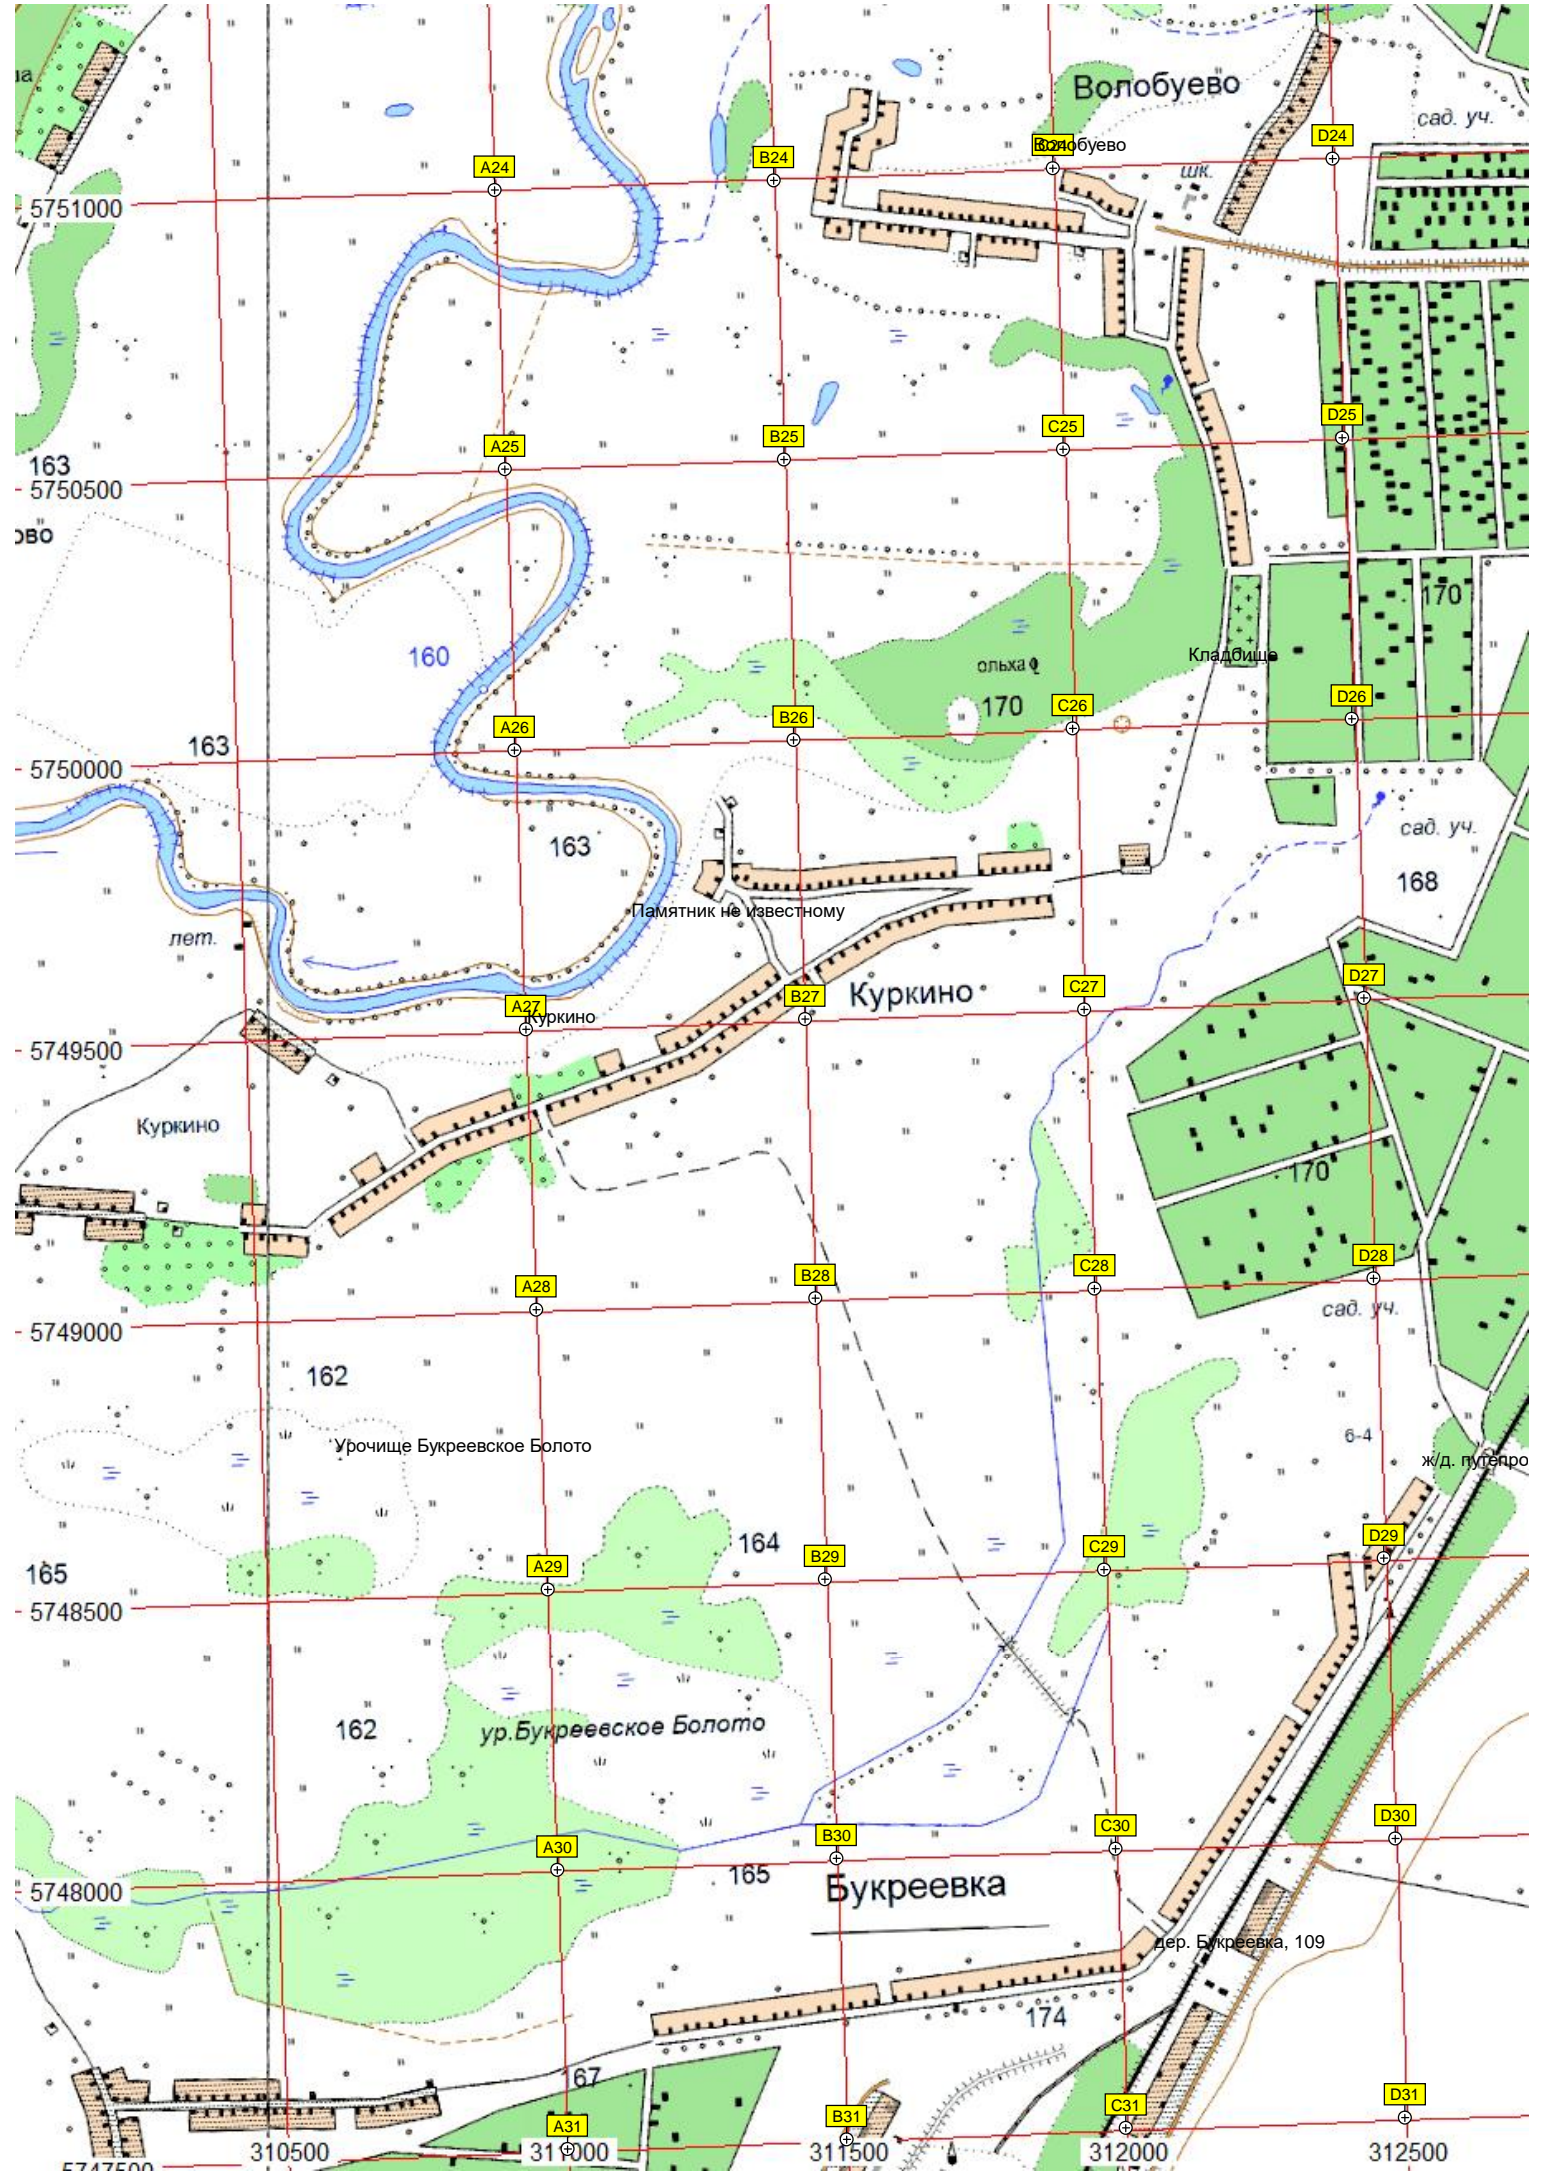 Волобуево
сад. уч.
Волобуево
D24
A24
B24
шк.
5751000
D25
C25
B25
A25
163
5750500
ово
170
160
Кладбище
ольха
170
D26
C26
B26
A26
163
5750000
163
сад. уч.
168
Памятник не известному
лет.
D27
C27
B27
Куркино
A27
Куркино
5749500
Куркино
170
D28
C28
B28
A28
сад. уч.
5749000
162
6-4
Урочище Букреевское Болото
ж/д. путепро
D29
C29
B29
A29
164
165
5748500
162
ур.Букреевское Болото
D30
C30
B30
A30
165
Букреевка
5748000
дер. Букреевка, 109
174
67
D31
C31
B31
A31
310500
311000
311500
312000
312500
5747500